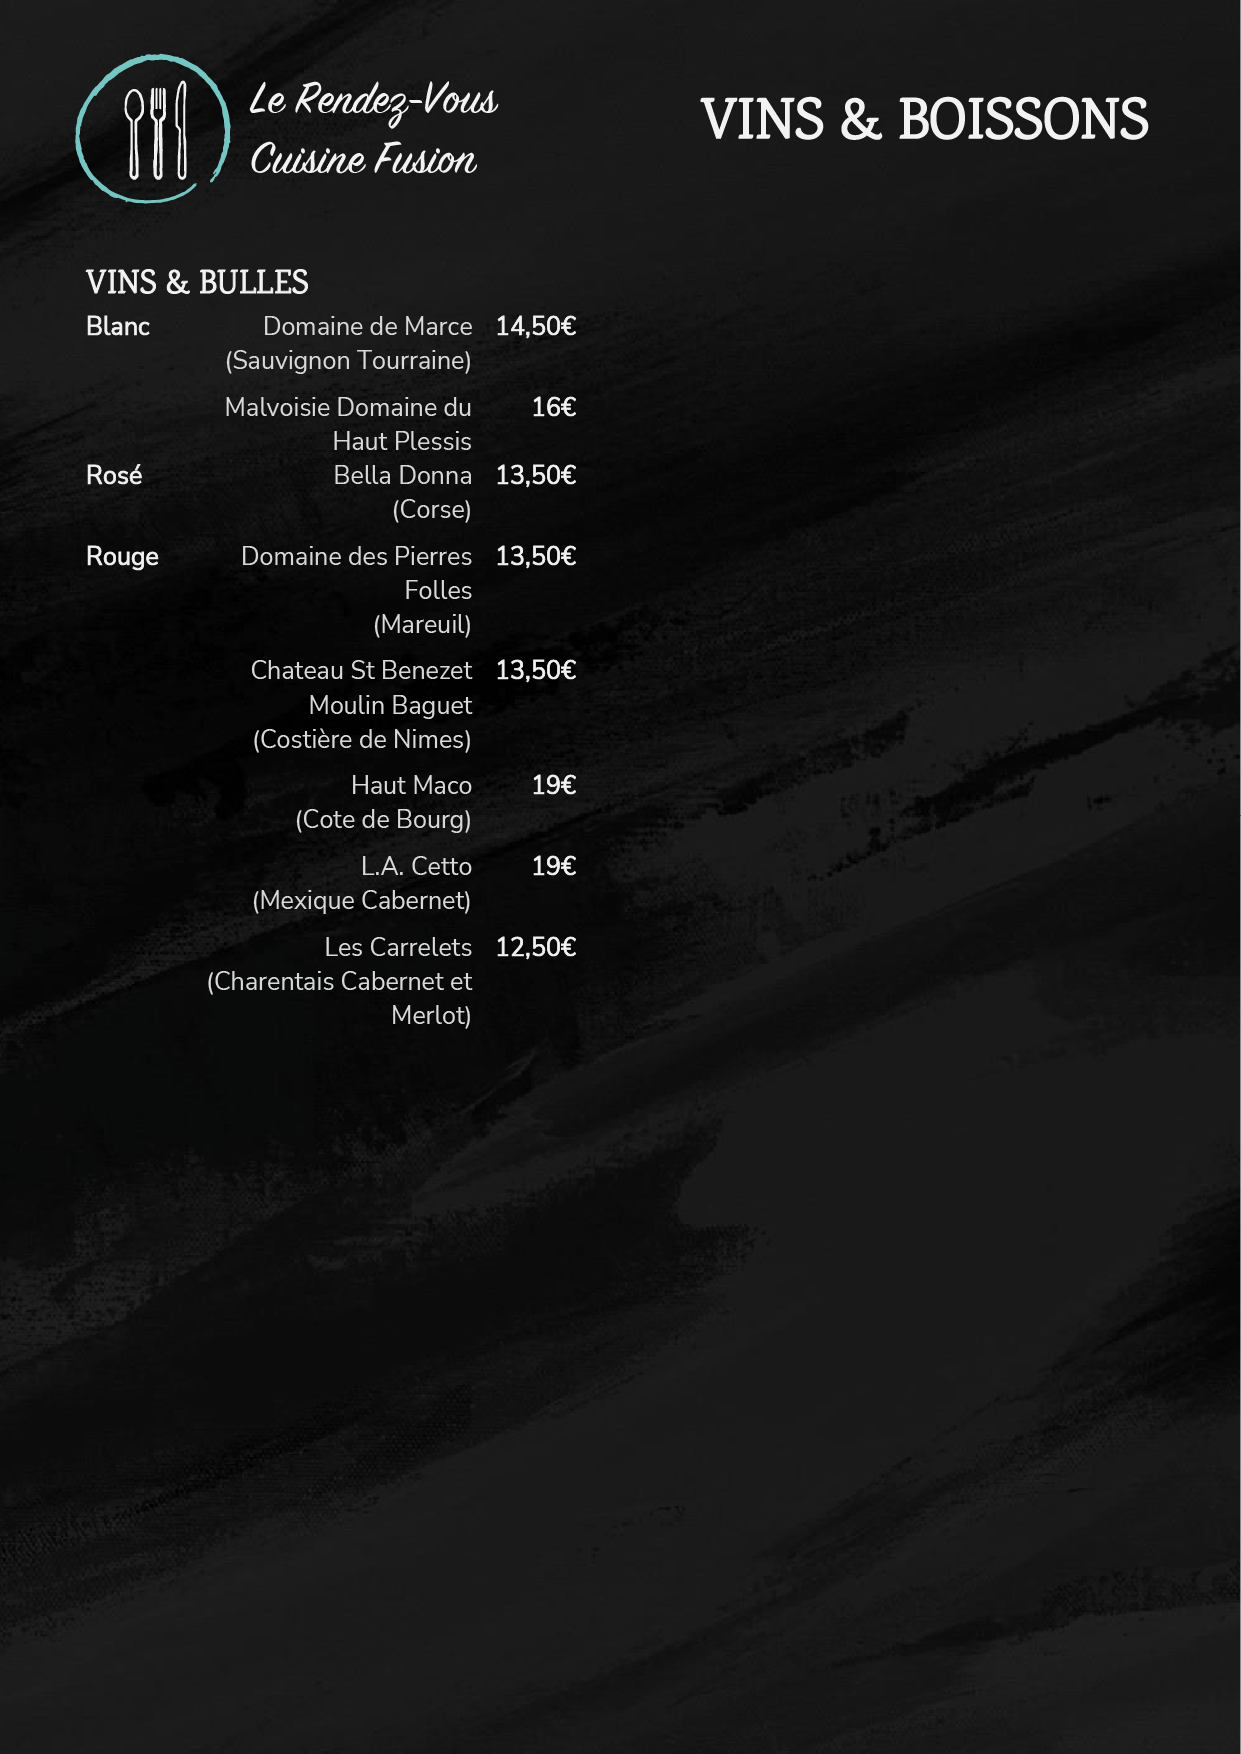 Le Rendez-Vous
Cuisine Fusion
VINS & BOISSONS
VINS & BULLES
Blanc Domaine de Marce 14,50€
(Sauvignon Tourraine)
Malvoisie Domaine du 16€
Haut Plessis
Rosé Bella Donna 13,50€
(Corse)
Rouge Domaine des Pierres 13,50€
Folles
(Mareuil)
Chateau St Benezet 13,50€
Moulin Baguet
(Costière de Nimes)
Haut Maco 19€
(Cote de Bourg)
L.A. Cetto 19€
(Mexique Cabernet)
Les Carrelets 12,50€
(Charentais Cabernet et
Merlot)